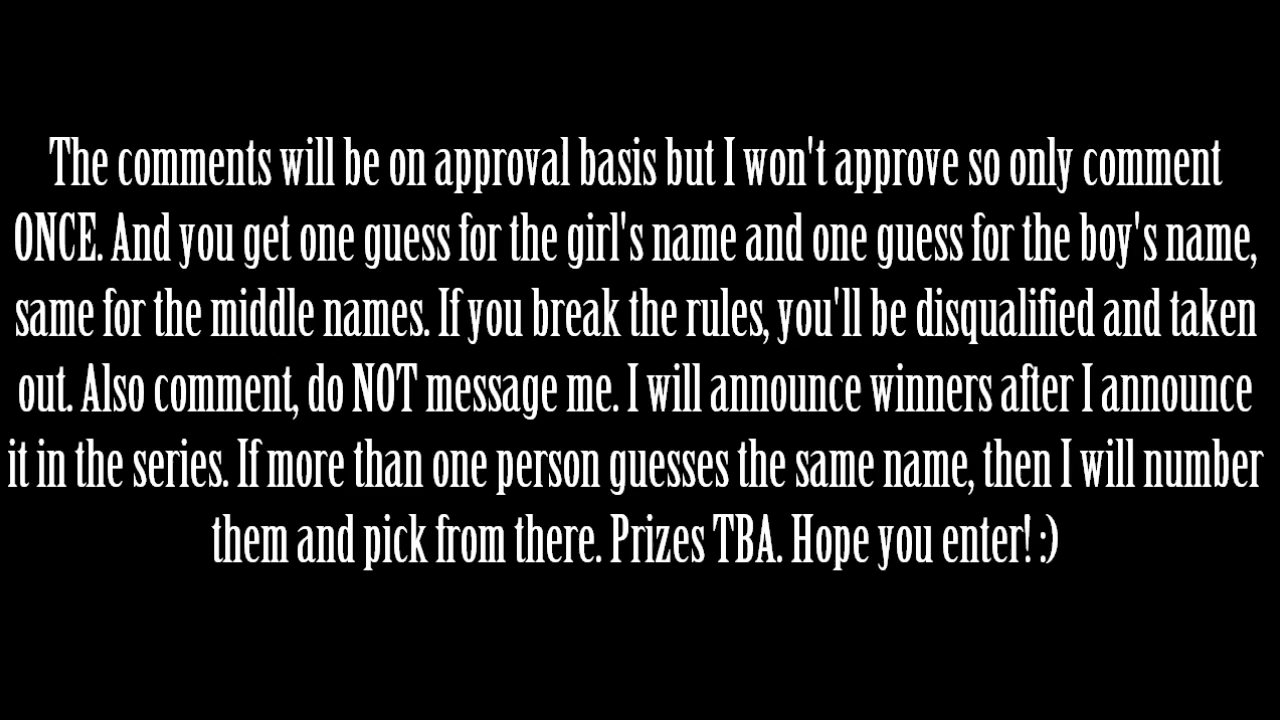 The comments will be on approval basis but I won't approve so only comment
ONCE. And you get one guess for the girl's name and one guess for the boy's name,
same for the middle names. If you break the rules, you'll be disqualified and taken
out. Also comment, do NOT message me. I will announce winners after I announce
it in the series. If more than one person guesses the same name, then I will number
them and pick from there. Prizes TBA. Hope you enter! :)